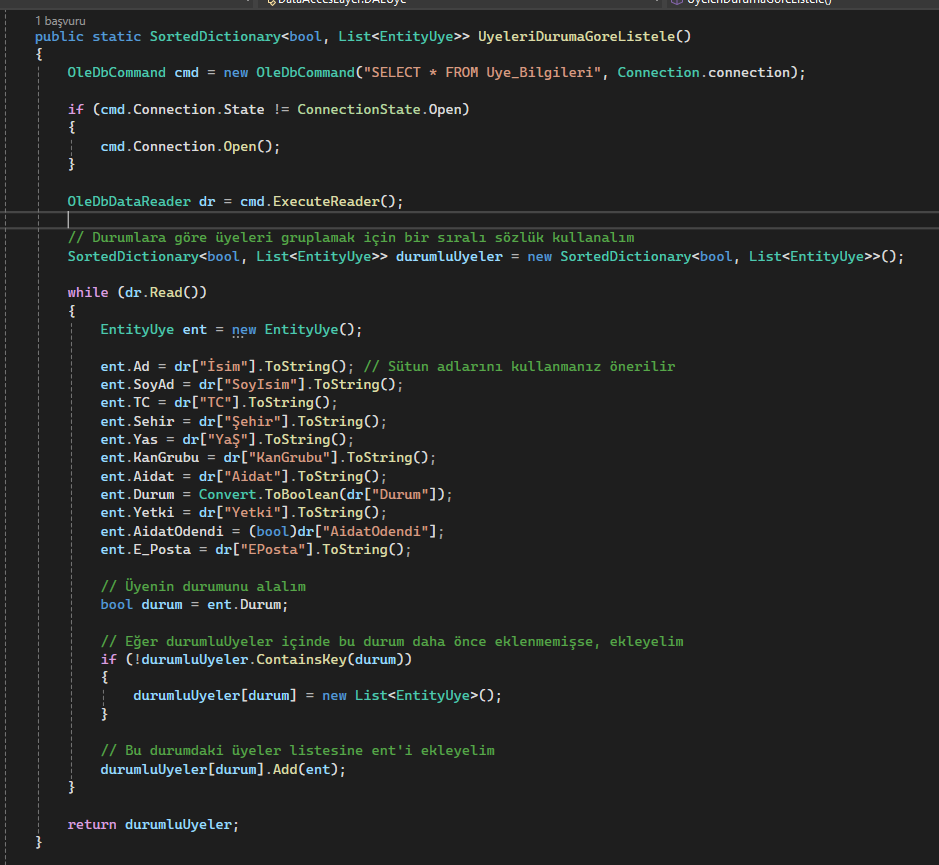 DataAccesLayer.DALUye
UyeleriDurumaGoreListele()
1 başvuru
public static SortedDictionary<bool, List<EntityUye>> UyeleriDurumaGoreListele()
{
OleDbCommand cmd = new OleDbCommand("SELECT * FROM Uye_Bilgileri", Connection.connection);
if (cmd.Connection.State != ConnectionState.Open)
{
cmd.Connection.Open();
}
OleDbDataReader dr = cmd.ExecuteReader();
// Durumlara göre üyeleri gruplamak için bir sıralı sözlük kullanalım
SortedDictionary<bool, List<EntityUye>> durumluUyeler = new SortedDictionary<bool, List<EntityUye>>();
while (dr.Read())
{
EntityUye ent = new EntityUye();
ent.Ad = dr["İsim"].ToString(); // Sütun adlarını kullanmanız önerilir
ent.SoyAd = dr["SoyIsim"].ToString();
ent.TC = dr["TC"].ToString();
ent.Sehir = dr["Şehir"].ToString();
ent.Yas = dr["YaŞ"].ToString();
ent.KanGrubu = dr["KanGrubu"].ToString();
ent.Aidat = dr["Aidat"].ToString();
ent.Durum = Convert.ToBoolean(dr["Durum"]);
ent.Yetki = dr["Yetki"].ToString();
ent.AidatOdendi = (bool)dr["AidatOdendi"];
ent.E_Posta = dr["EPosta"].ToString();
// Üyenin durumunu alalım
bool durum = ent.Durum;
// Eğer durumluUyeler içinde bu durum daha önce eklenmemişse, ekleyelim
if (!durumluUyeler.ContainsKey(durum))
{
durumluUyeler[durum] = new List<EntityUye>();
}
// Bu durumdaki üyeler listesine ent'i ekleyelim
durumluUyeler[durum].Add(ent);
}
return durumluUyeler;
}